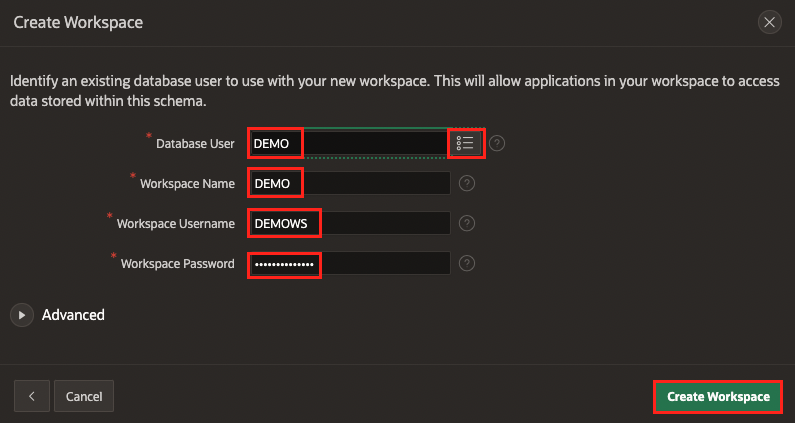 Create Workspace
Identify an existing database user to use with your new workspace. This will allow applications in your workspace to access
data stored within this schema.
* Database User DEMO ?
* Workspace Name DEMO ?
* Workspace Username DEMOWS ?
* Workspace Password •••••••••••••• ?
Advanced
Cancel Create Workspace